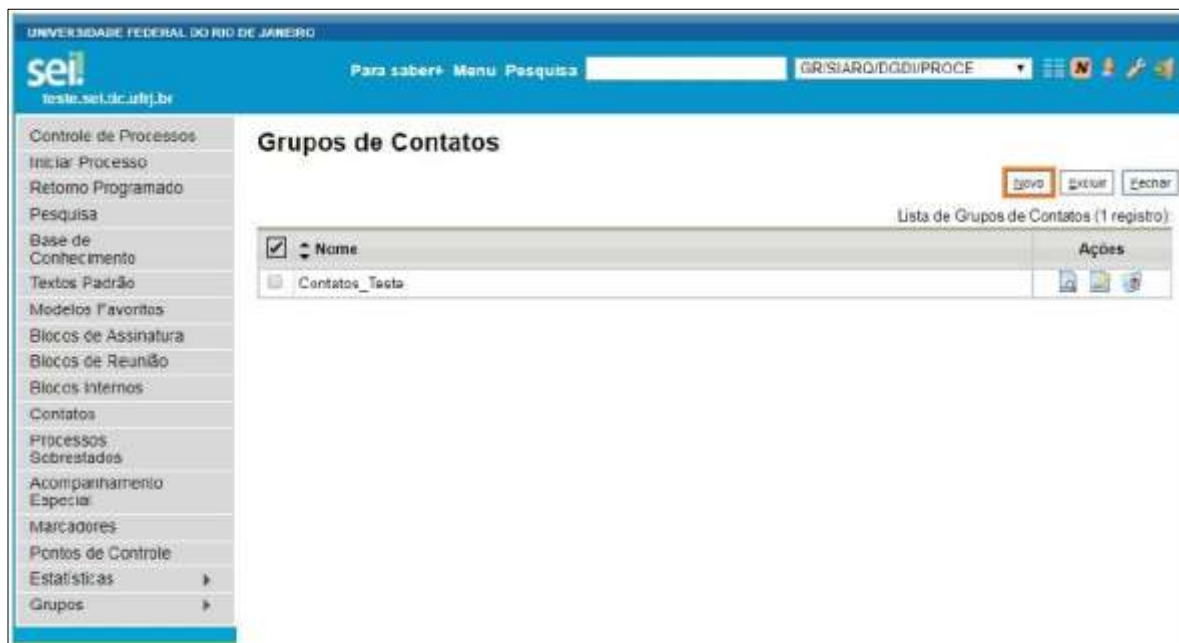 UNIVERSIDADE FEDERAL DO RIO DE JANEIRO
sei!
teste.sei.tic.ufrj.br
Para saber+ Menu Pesquisa
GR/SIARQ/DGDI/PROCE
N
Controle de Processos
Iniciar Processo
Retorno Programado
Pesquisa
Base de
Conhecimento
Textos Padrão
Modelos Favoritos
Blocos de Assinatura
Blocos de Reunião
Blocos Internos
Contatos
Processos
Sobrestados
Acompanhamento
Especial
Marcadores
Pontos de Controle
Estatísticas
Grupos
Grupos de Contatos
Novo Excluir Fechar
Lista de Grupos de Contatos (1 registro):
Nome Ações
Contatos_Teste